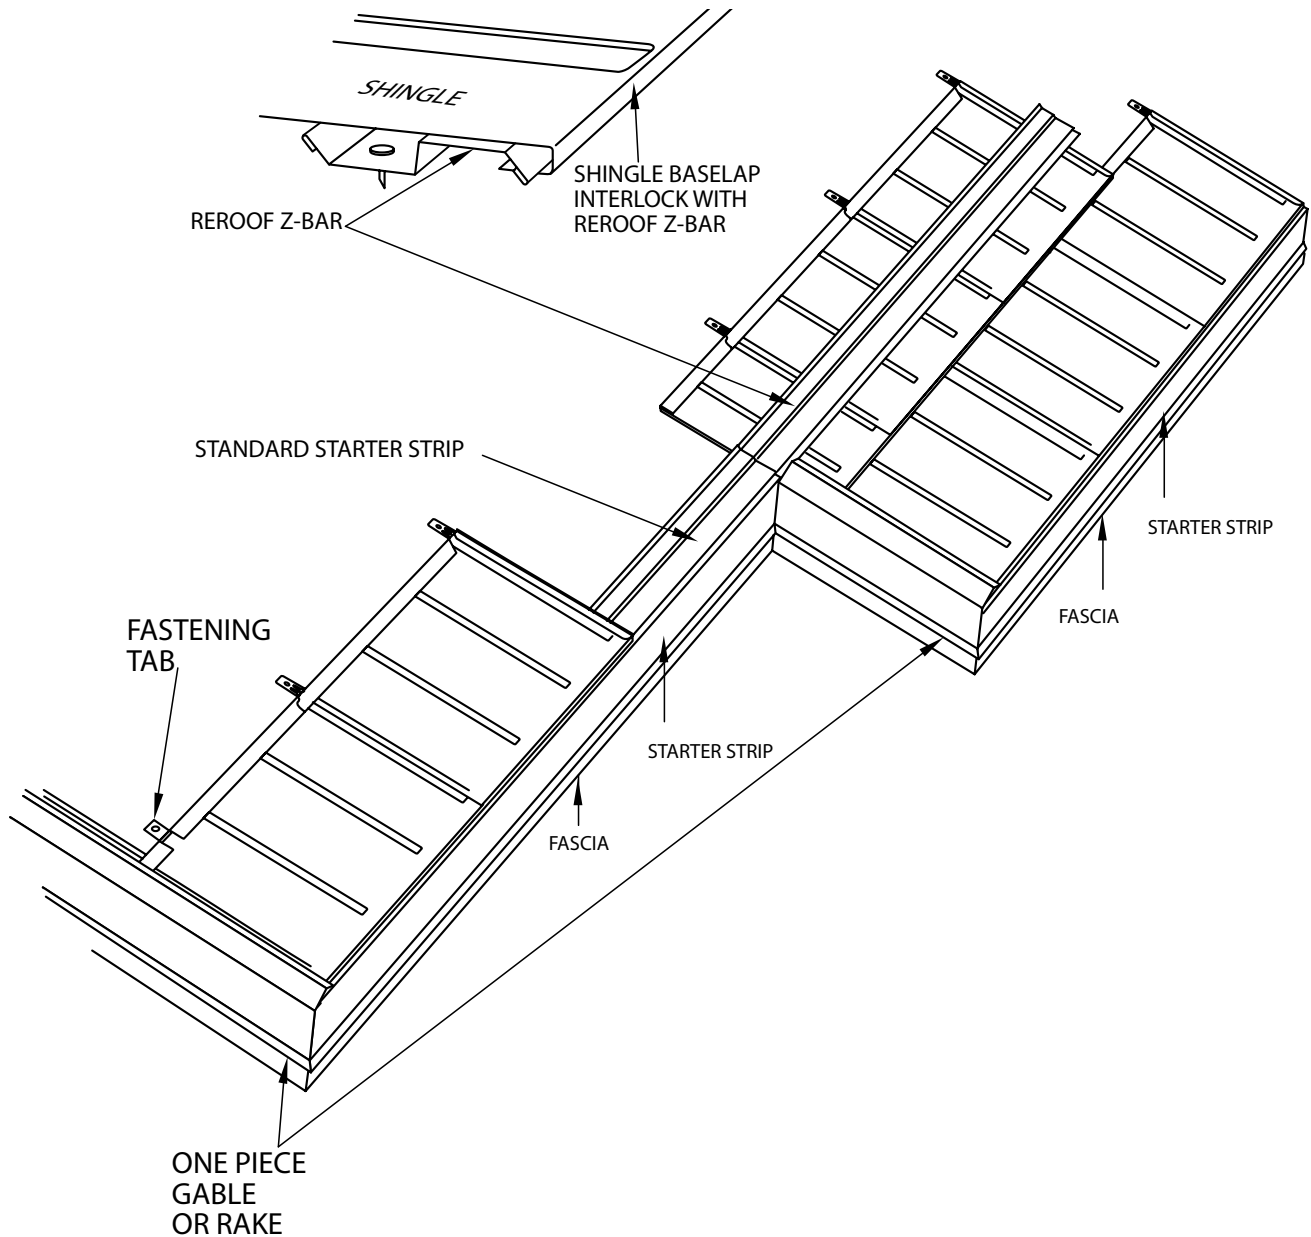 SHINGLE
SHINGLE BASELAP
INTERLOCK WITH
REROOF Z-BAR
REROOF Z-BAR
STANDARD STARTER STRIP
STARTER STRIP
FASCIA
FASTENING
TAB
STARTER STRIP
FASCIA
ONE PIECE
GABLE
OR RAKE